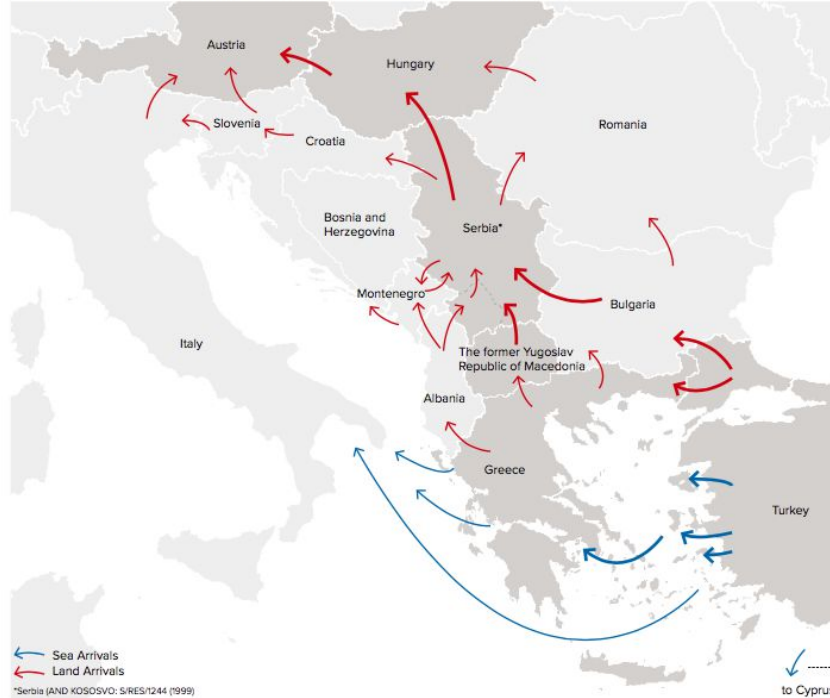 Austria
Hungary
Slovenia
Croatia
Romania
Bosnia and
Herzegovina
Serbia*
Montenegro
Bulgaria
Italy
The former Yugoslav
Republic of Macedonia
Albania
Greece
Turkey
Sea Arrivals
Land Arrivals
*Serbia (AND KOSOSVO: S/RES/1244 (1999)
to Cyprus